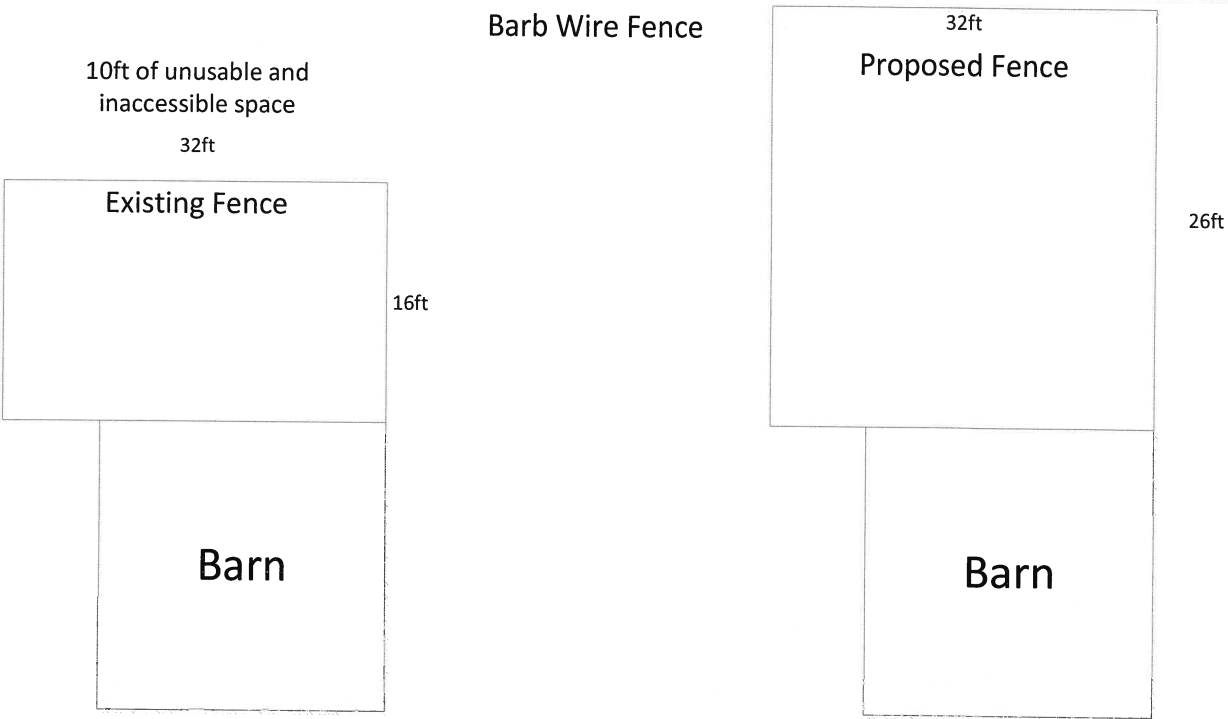 Barb Wire Fence
10ft of unusable and
inaccessible space
32ft
Existing Fence
16ft
Barn
32ft
Proposed Fence
26ft
Barn